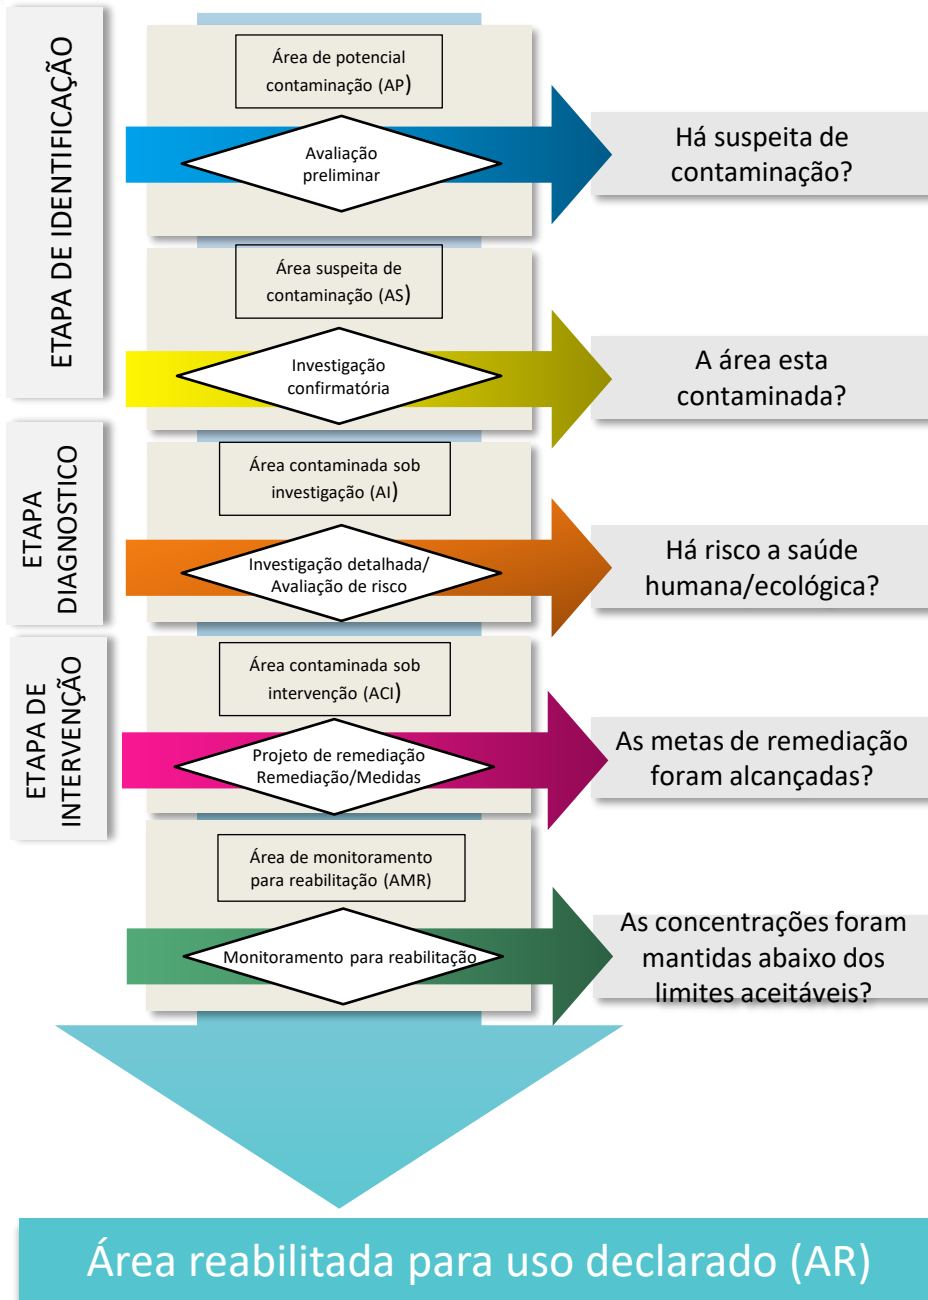 ETAPA DE IDENTIFICAÇÃO
Área de potencial
contaminação (AP)
Avaliação
preliminar
Há suspeita de
contaminação?
Área suspeita de
contaminação (AS)
Investigação
confirmatória
A área esta
contaminada?
ETAPA
DIAGNOSTICO
Área contaminada sob
investigação (AI)
Investigação detalhada/
Avaliação de risco
Há risco a saúde
humana/ecológica?
ETAPA DE
INTERVENÇÃO
Área contaminada sob
intervenção (ACI)
Projeto de remediação
Remediação/Medidas
As metas de remediação
foram alcançadas?
Área de monitoramento
para reabilitação (AMR)
Monitoramento para reabilitação
As concentrações foram
mantidas abaixo dos
limites aceitáveis?
Área reabilitada para uso declarado (AR)